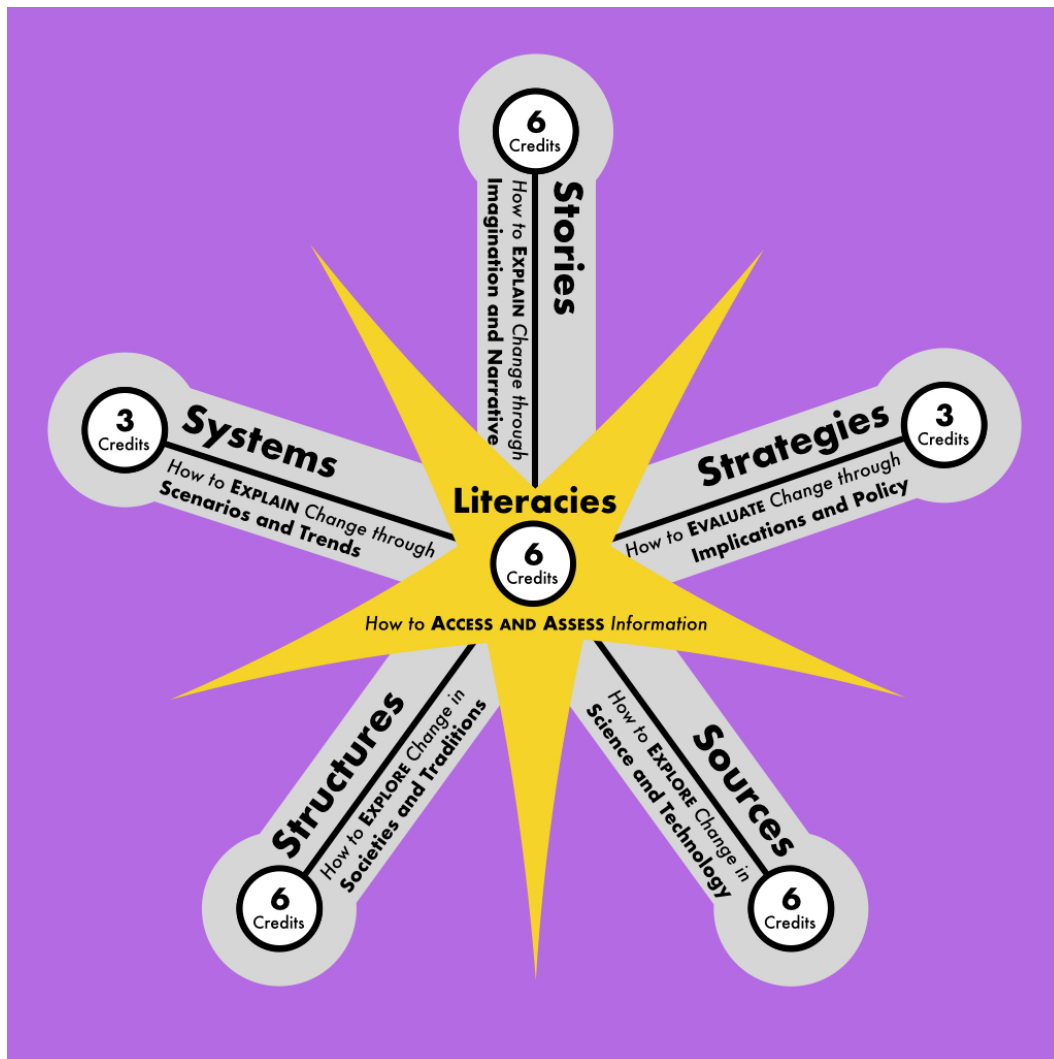 6
Credits
Stories
How to EXPLAIN Change through
Imagination and Narrative
3
Credits
Systems
How to EXPLAIN Change through
Scenarios and Trends
3
Credits
Strategies
How to EVALUATE Change through
Implications and Policy
Literacies
6
Credits
How to ACCESS AND ASSESS Information
Structures
How to EXPLORE Change in
Societies and Traditions
6
Credits
Sources
How to EXPLORE Change in
Science and Technology
6
Credits